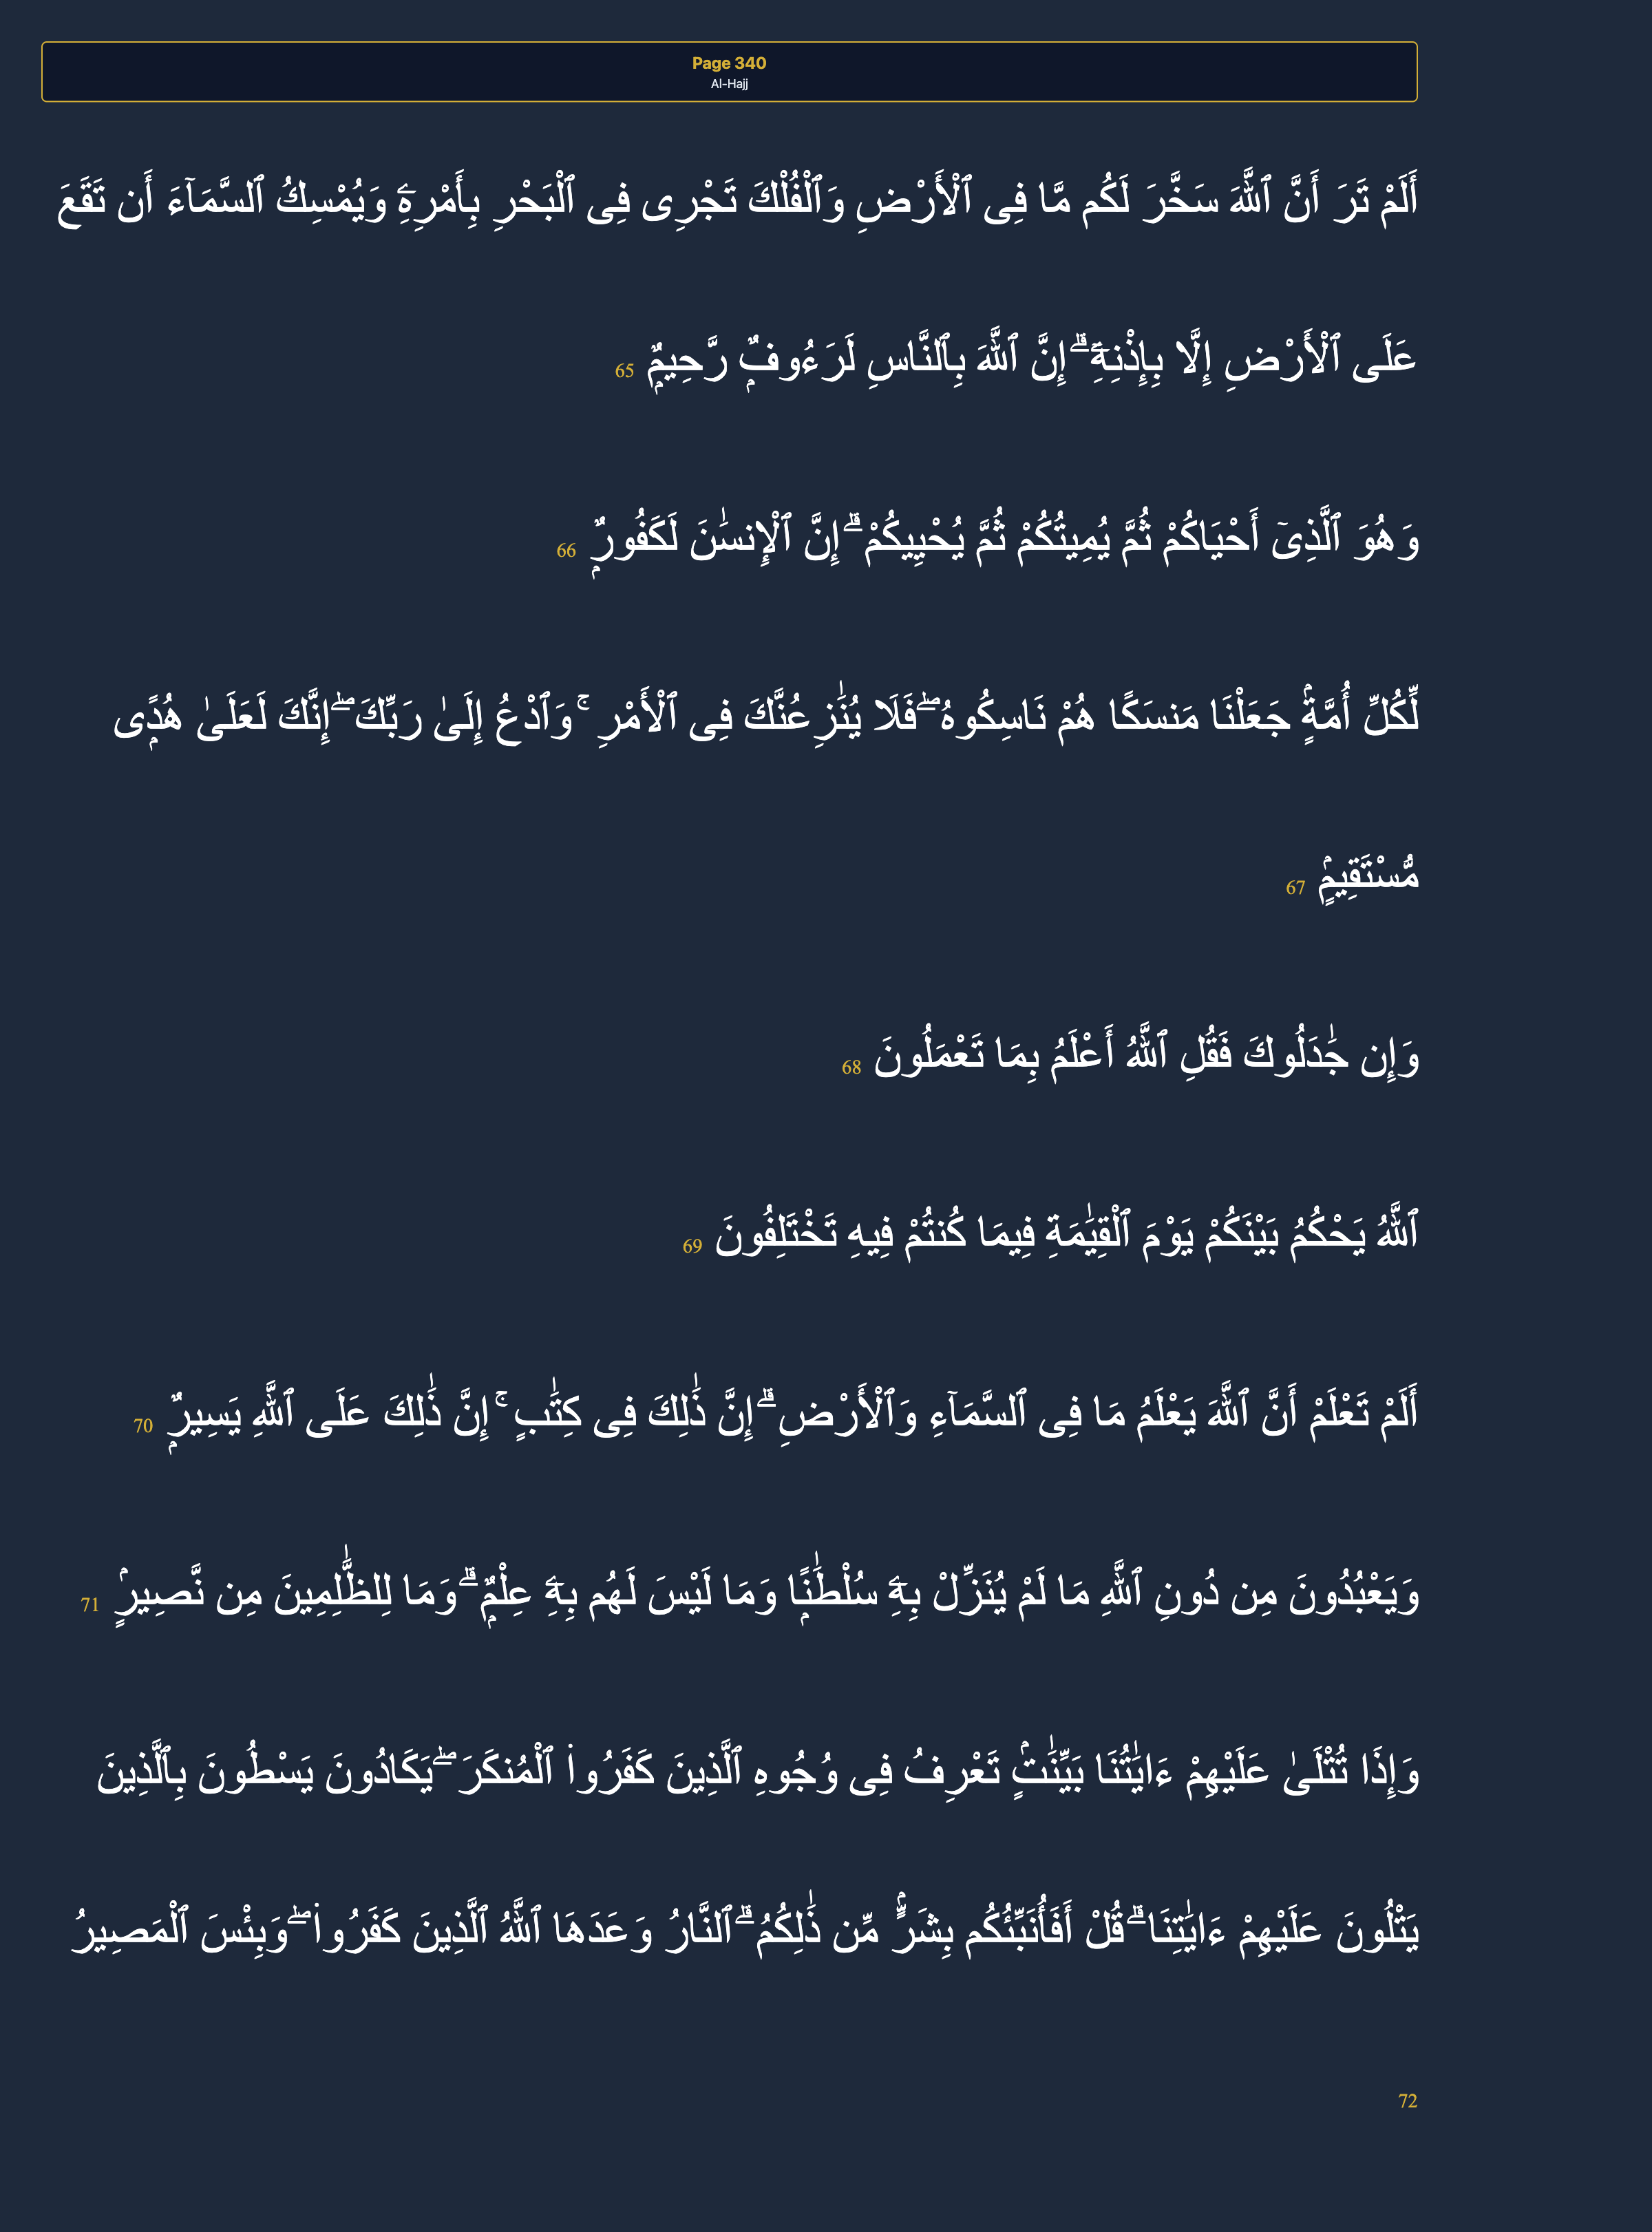 Page 340
Al-Hajj
أَلَمْ تَرَ أَنَّ ٱللَّهَ سَخَّرَ لَكُم مَّا فِى ٱلْأَرْضِ وَٱلْفُلْكَ تَجْرِى فِى ٱلْبَحْرِ بِأَمْرِهِۦ وَيُمْسِكُ ٱلسَّمَآءَ أَن تَقَعَ
عَلَى ٱلْأَرْضِ إِلَّا بِإِذْنِهِۦٓ ۗ إِنَّ ٱللَّهَ بِٱلنَّاسِ لَرَءُوفٌۭ رَّحِيمٌۭ 65
وَهُوَ ٱلَّذِىٓ أَحْيَاكُمْ ثُمَّ يُمِيتُكُمْ ثُمَّ يُحْيِيكُمْ ۗ إِنَّ ٱلْإِنسَٰنَ لَكَفُورٌۭ 66
لِّكُلِّ أُمَّةٍۢ جَعَلْنَا مَنسَكًا هُمْ نَاسِكُوهُ ۖ فَلَا يُنَٰزِعُنَّكَ فِى ٱلْأَمْرِ ۚ وَٱدْعُ إِلَىٰ رَبِّكَ ۖ إِنَّكَ لَعَلَىٰ هُدًۭى
مُّسْتَقِيمٍۢ 67
وَإِن جَٰدَلُوكَ فَقُلِ ٱللَّهُ أَعْلَمُ بِمَا تَعْمَلُونَ 68
ٱللَّهُ يَحْكُمُ بَيْنَكُمْ يَوْمَ ٱلْقِيَٰمَةِ فِيمَا كُنتُمْ فِيهِ تَخْتَلِفُونَ 69
أَلَمْ تَعْلَمْ أَنَّ ٱللَّهَ يَعْلَمُ مَا فِى ٱلسَّمَآءِ وَٱلْأَرْضِ ۗ إِنَّ ذَٰلِكَ فِى كِتَٰبٍ ۚ إِنَّ ذَٰلِكَ عَلَى ٱللَّهِ يَسِيرٌۭ 70
وَيَعْبُدُونَ مِن دُونِ ٱللَّهِ مَا لَمْ يُنَزِّلْ بِهِۦ سُلْطَٰنًۭا وَمَا لَيْسَ لَهُم بِهِۦ عِلْمٌۭ ۗ وَمَا لِلظَّٰلِمِينَ مِن نَّصِيرٍۢ 71
وَإِذَا تُتْلَىٰ عَلَيْهِمْ ءَايَٰتُنَا بَيِّنَٰتٍۢ تَعْرِفُ فِى وُجُوهِ ٱلَّذِينَ كَفَرُوا۟ ٱلْمُنكَرَ ۖ يَكَادُونَ يَسْطُونَ بِٱلَّذِينَ
يَتْلُونَ عَلَيْهِمْ ءَايَٰتِنَا ۗ قُلْ أَفَأُنَبِّئُكُم بِشَرٍّۢ مِّن ذَٰلِكُمُ ۗ ٱلنَّارُ وَعَدَهَا ٱللَّهُ ٱلَّذِينَ كَفَرُوا۟ ۖ وَبِئْسَ ٱلْمَصِيرُ
72